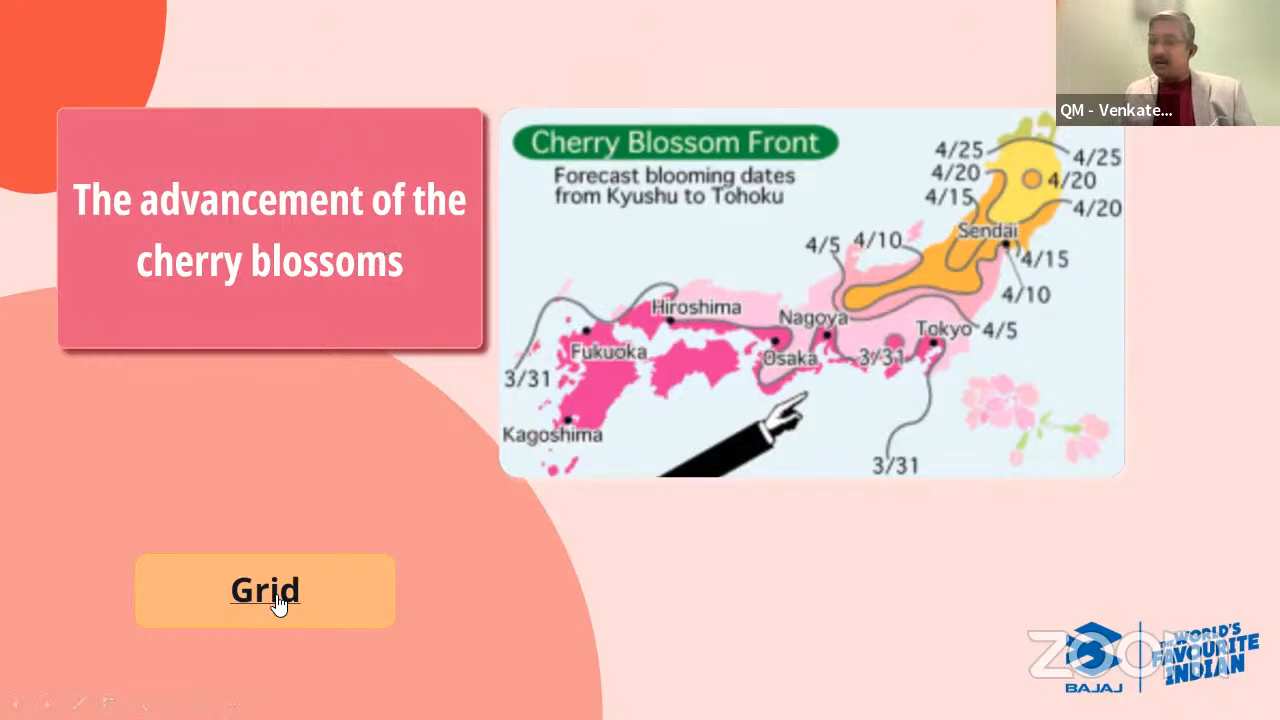 QM - Venkate...
The advancement of the
cherry blossoms
Cherry Blossom Front
Forecast blooming dates
from Kyushu to Tohoku
4/25
4/25
4/20
4/20
4/15
4/20
Sendai
4/5
4/10
4/15
4/10
Hiroshima
Nagoya
Tokyo
4/5
Fukuoka
Osaka
3/31
3/31
Kagoshima
3/31
Grid
zoom
BAJAJ
THE WORLD'S
FAVOURITE
INDIAN